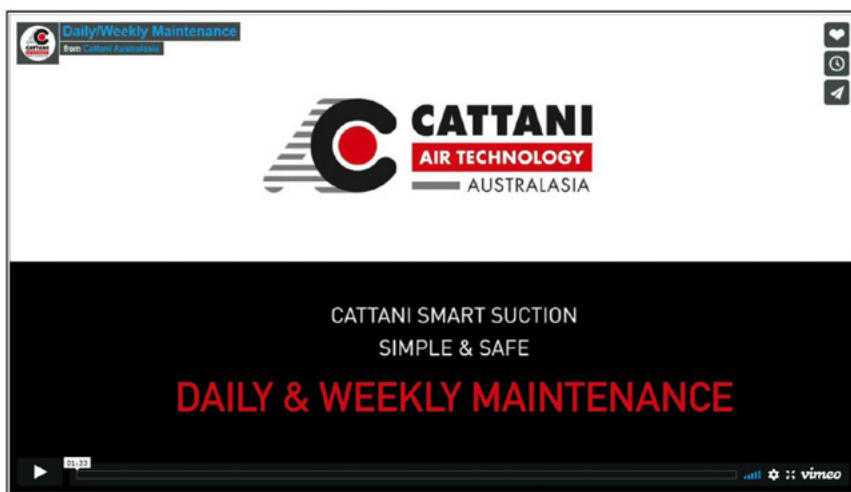 Daily/Weekly Maintenance
from Cattani Australasia
CATTANI
AIR TECHNOLOGY
AUSTRALASIA
CATTANI SMART SUCTION
SIMPLE & SAFE
DAILY & WEEKLY MAINTENANCE
01:33
vimeo